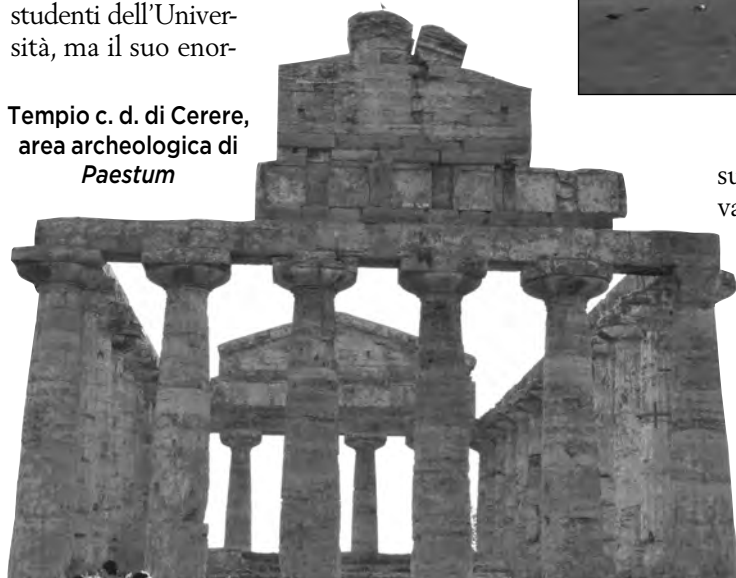 studenti dell'Univer-
sità, ma il suo enor-
Tempio c. d. di Cerere,
area archeologica di
Paestum
su
va